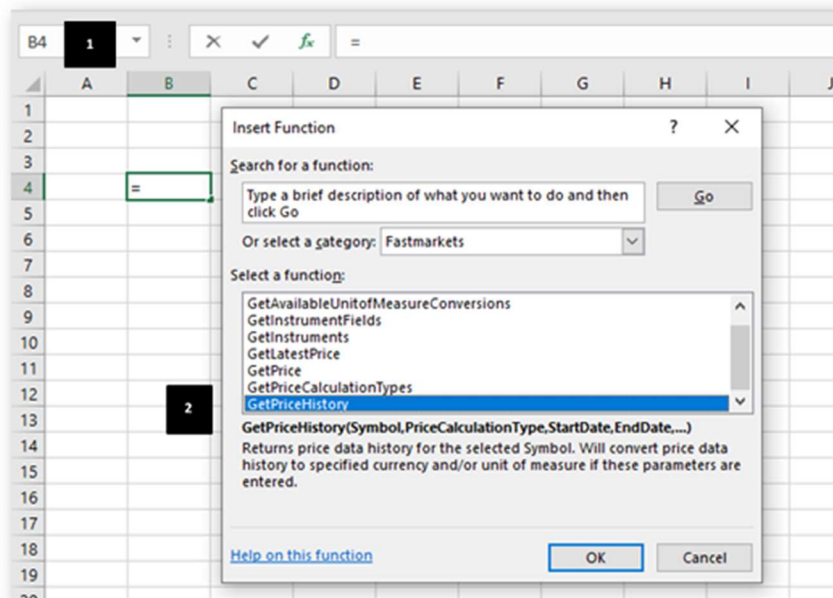 B4
1
fx
=
A B C D E F G H I J
1
2
3
4
=
5
6
7
8
9
10
11
12
13
14
15
16
17
18
19
20
Insert Function
?
Search for a function:
Type a brief description of what you want to do and then
click Go
Go
Or select a category: Fastmarkets
Select a function:
GetAvailableUnitofMeasureConversions
GetInstrumentFields
GetInstruments
GetLatestPrice
GetPrice
GetPriceCalculationTypes
GetPriceHistory
2
GetPriceHistory(Symbol,PriceCalculationType,StartDate,EndDate,...)
Returns price data history for the selected Symbol. Will convert price data
history to specified currency and/or unit of measure if these parameters are
entered.
Help on this function
OK Cancel